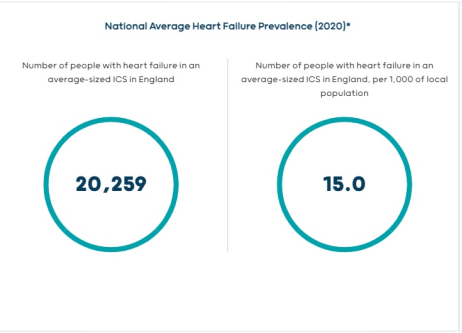 National Average Heart Failure Prevalence (2020)*
Number of people with heart failure in an
average-sized ICS in England
20,259
Number of people with heart failure in an
average-sized ICS in England, per 1,000 of local
population
15.0